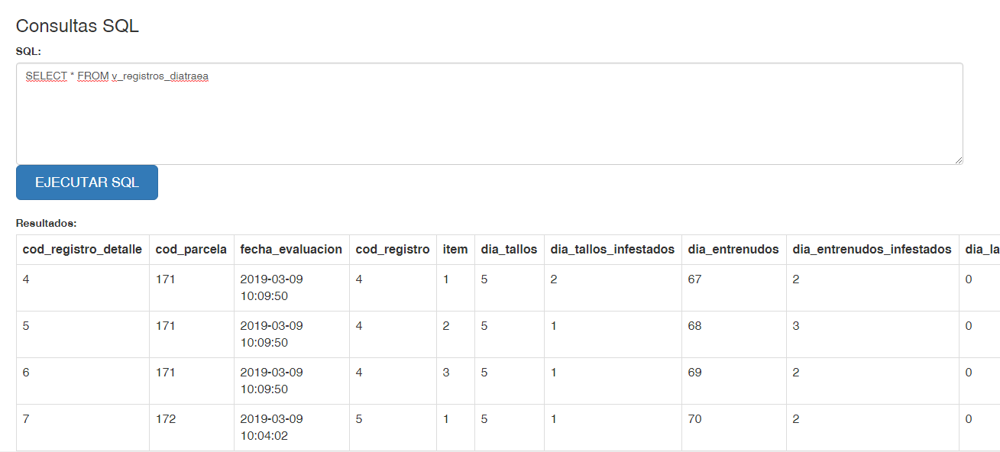 Consultas SQL
SQL:
SELECT * FROM v_registros_diatraea
EJECUTAR SQL
Resultados:
cod_registro_detalle cod_parcela fecha_evaluacion cod_registro item dia_tallos dia_tallos_infestados dia_entrenudos dia_entrenudos_infestados dia_la
4 171 2019-03-09 10:09:50 4 1 5 2 67 2 0
5 171 2019-03-09 10:09:50 4 2 5 1 68 3 0
6 171 2019-03-09 10:09:50 4 3 5 1 69 2 0
7 172 2019-03-09 10:04:02 5 1 5 1 70 2 0